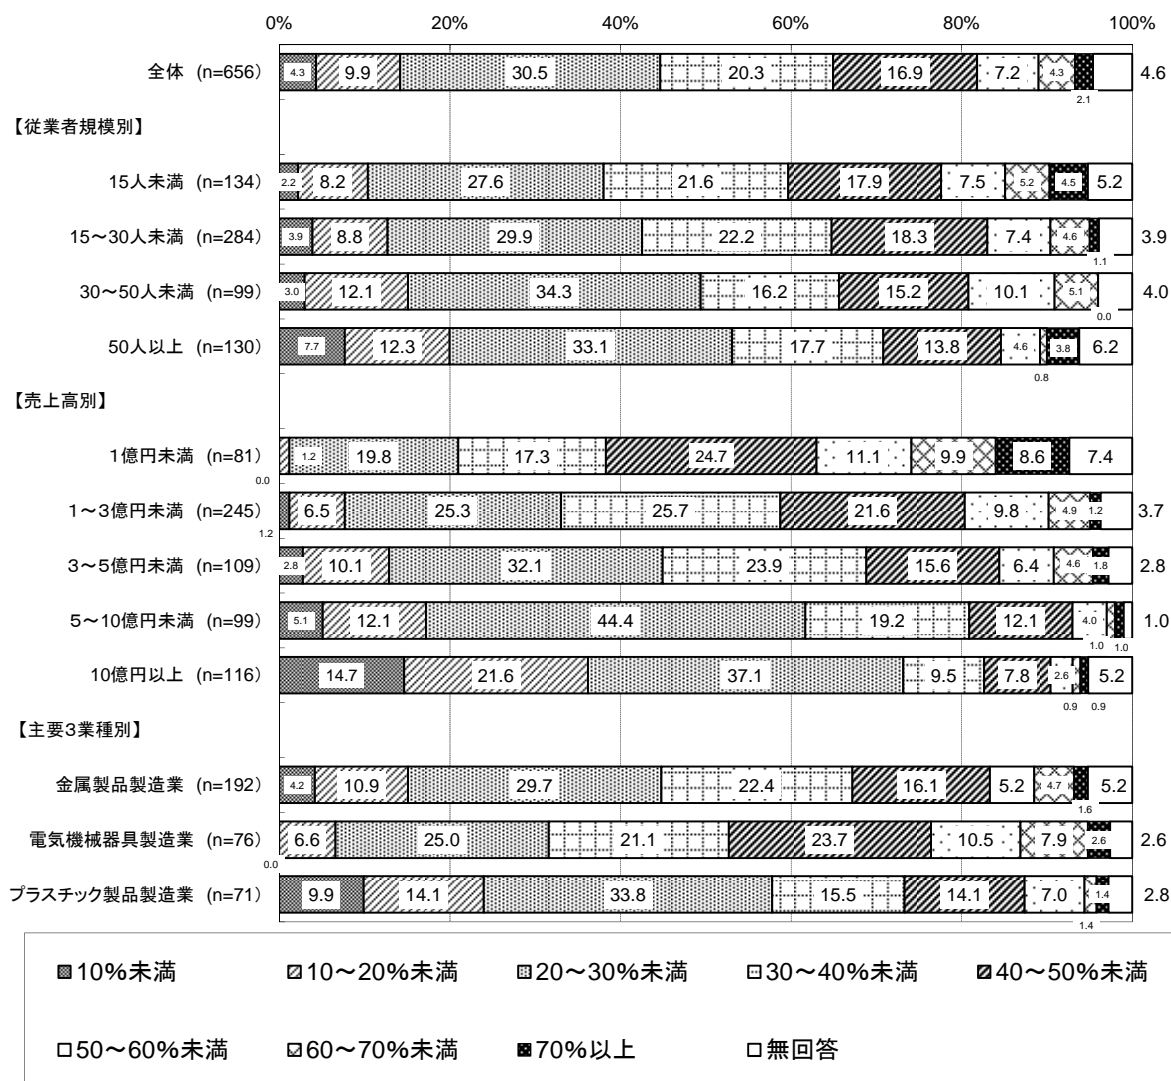 0% 20% 40% 60% 80% 100%
全体 (n=656) 4.3 9.9 30.5 20.3 16.9 7.2 4.3 2.1 4.6
【従業者規模別】
15人未満 (n=134) 2.2 8.2 27.6 21.6 17.9 7.5 5.2 4.5 5.2
15～30人未満 (n=284) 3.9 8.8 29.9 22.2 18.3 7.4 4.6 1.1 3.9
30～50人未満 (n=99) 3.0 12.1 34.3 16.2 15.2 10.1 5.1 0.0 4.0
50人以上 (n=130) 7.7 12.3 33.1 17.7 13.8 4.6 0.8 3.8 6.2
【売上高別】
1億円未満 (n=81) 0.0 1.2 19.8 17.3 24.7 11.1 9.9 8.6 7.4
1～3億円未満 (n=245) 1.2 6.5 25.3 25.7 21.6 9.8 4.9 1.2 3.7
3～5億円未満 (n=109) 2.8 10.1 32.1 23.9 15.6 6.4 4.6 1.8 2.8
5～10億円未満 (n=99) 5.1 12.1 44.4 19.2 12.1 4.0 1.0 1.0 1.0
10億円以上 (n=116) 14.7 21.6 37.1 9.5 7.8 2.6 0.9 0.9 5.2
【主要3業種別】
金属製品製造業 (n=192) 4.2 10.9 29.7 22.4 16.1 5.2 4.7 1.6 5.2
電気機械器具製造業 (n=76) 0.0 6.6 25.0 21.1 23.7 10.5 7.9 2.6 2.6
プラスチック製品製造業 (n=71) 9.9 14.1 33.8 15.5 14.1 7.0 1.4 1.4 2.8
10%未満 10～20%未満 20～30%未満 30～40%未満 40～50%未満
50～60%未満 60～70%未満 70%以上 無回答